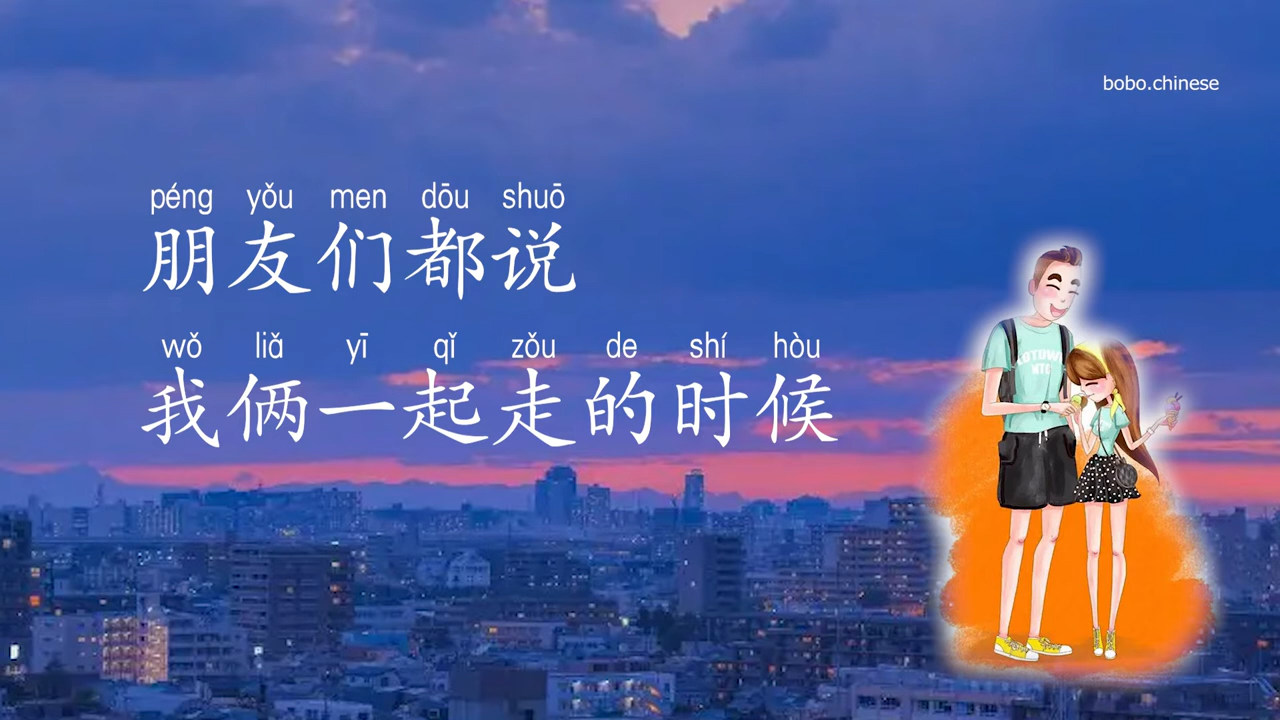 bobo.chinese
péng yǒu men dōu shuō
朋友们都说
wǒ liǎ yī qǐ zǒu de shí hòu
我俩一起走的时候